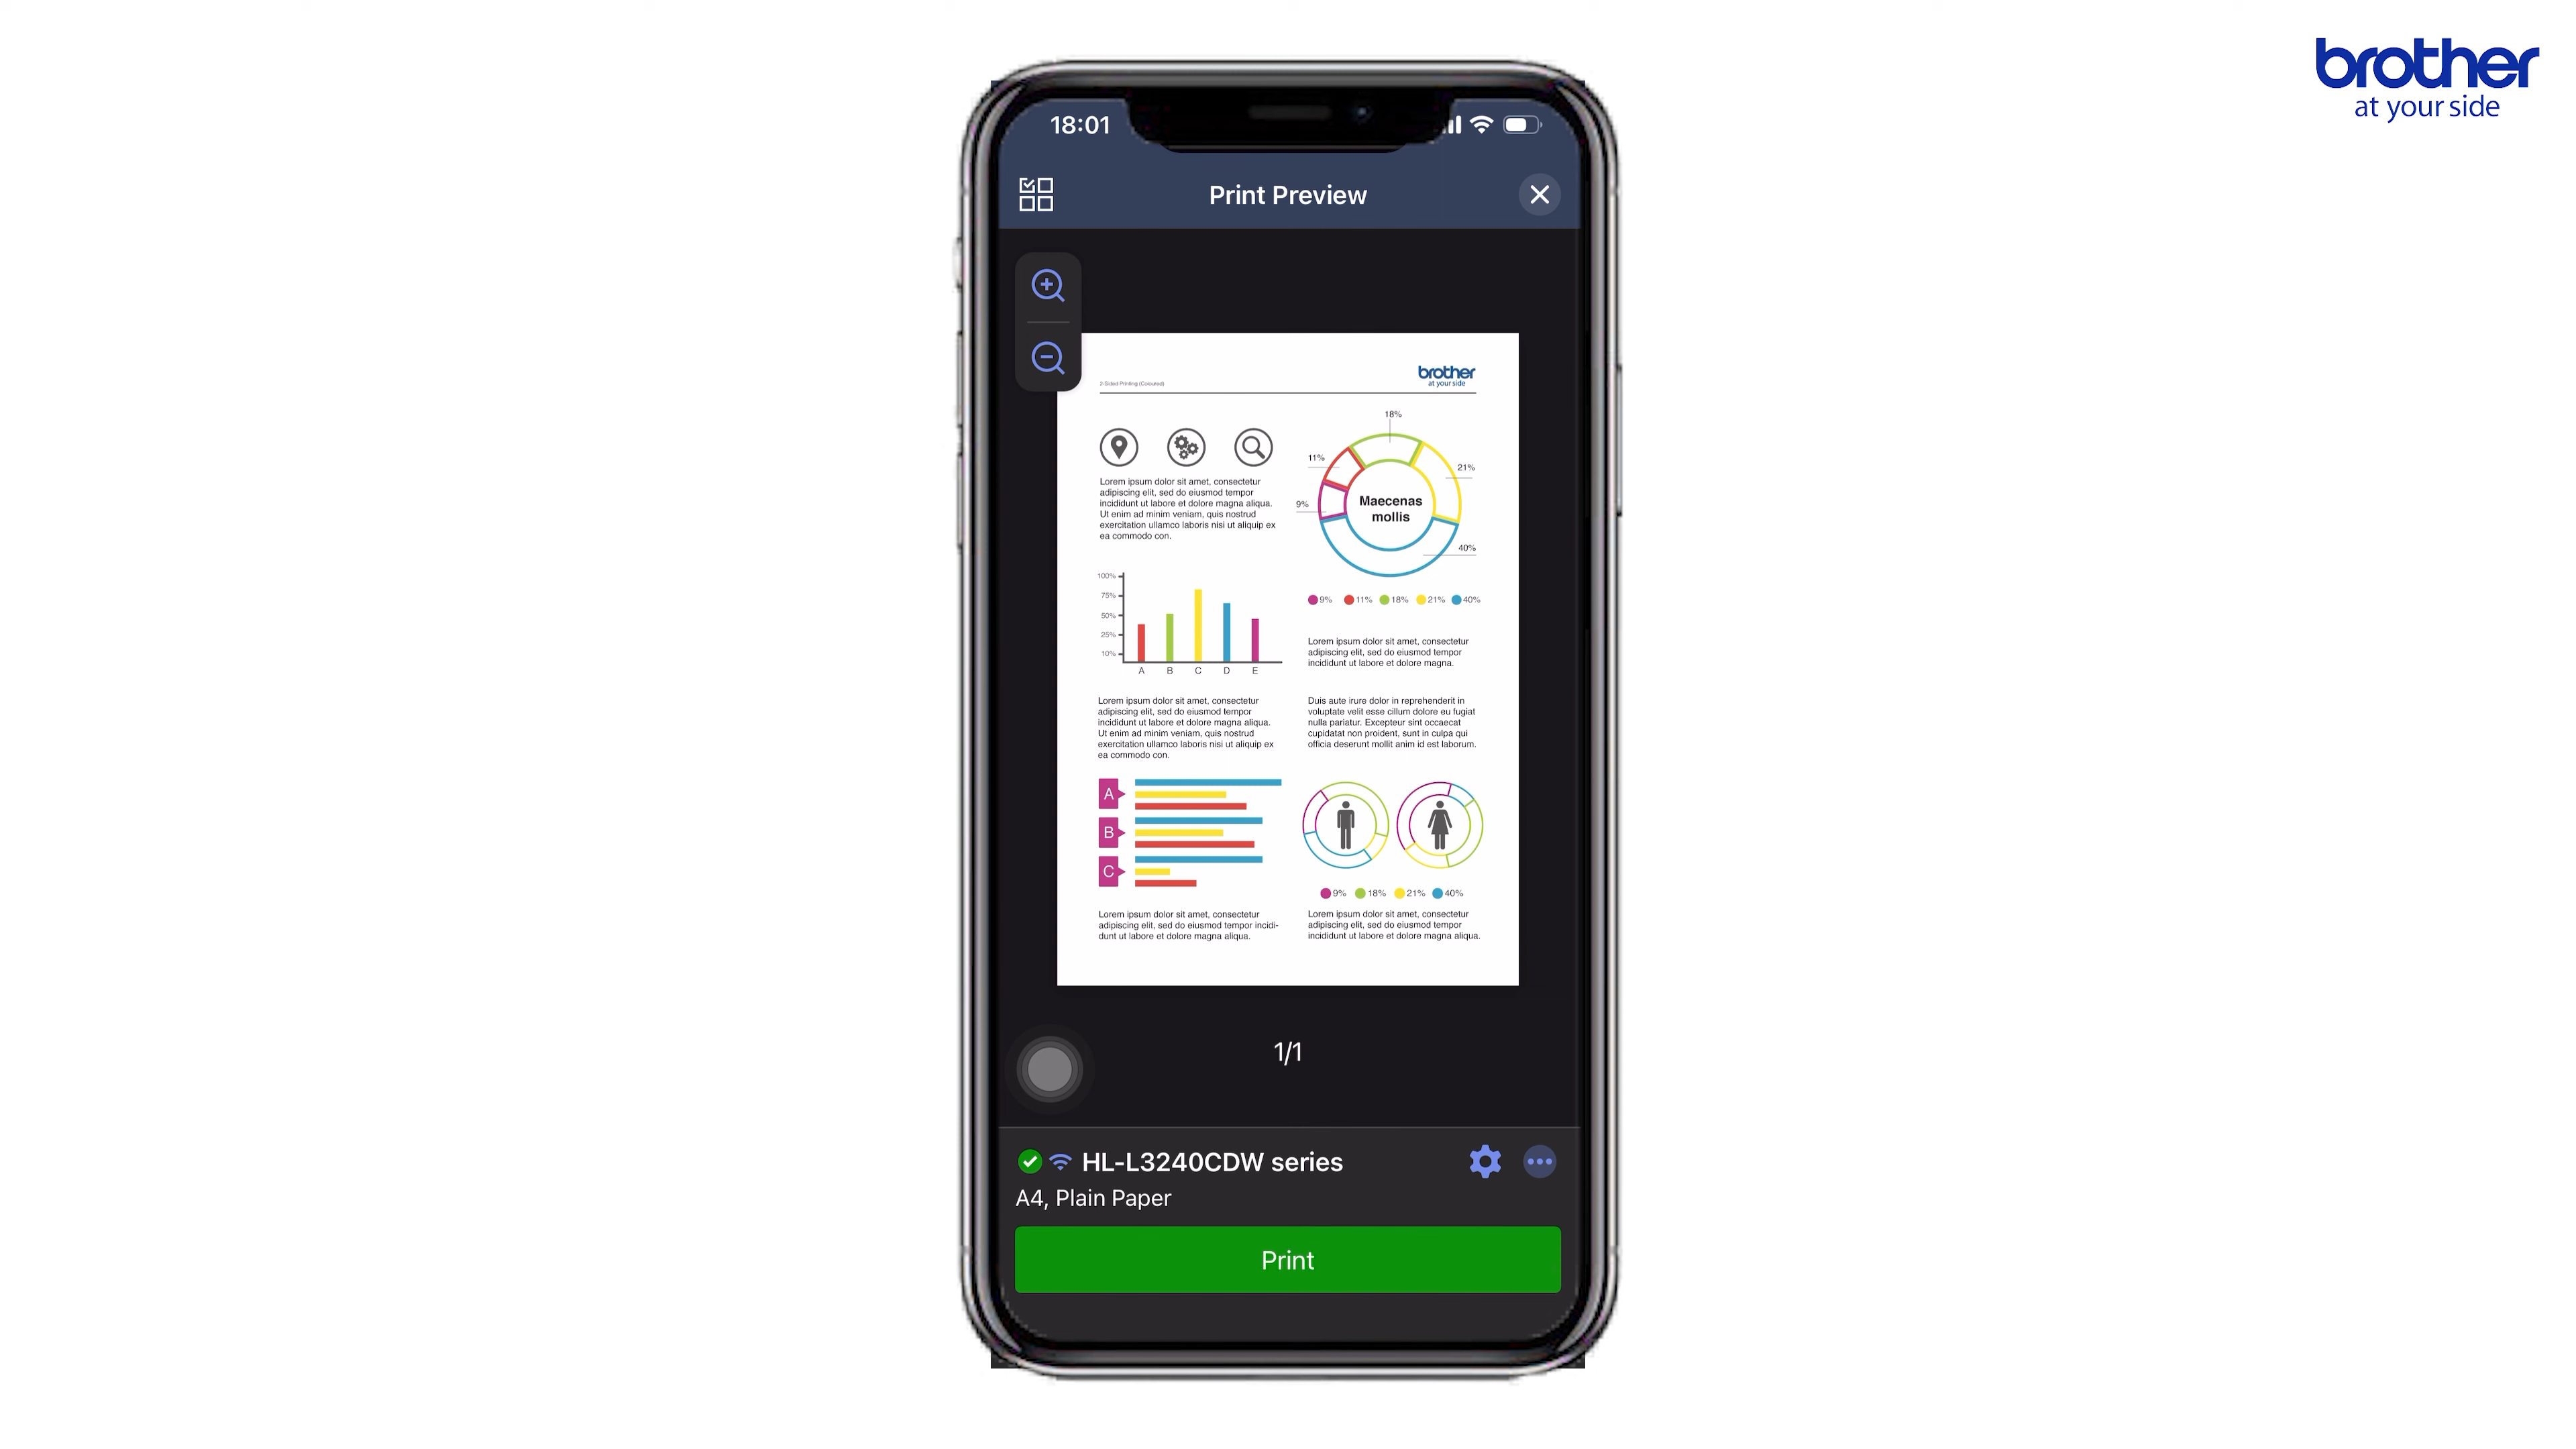 brother
at your side
18:01
Print Preview
2-Sided Printing (Coloured)
brother
at your side
Lorem ipsum dolor sit amet, consectetur
adipiscing elit, sed do eiusmod tempor
incididunt ut labore et dolore magna aliqua.
Ut enim ad minim veniam, quis nostrud
exercitation ullamco laboris nisi ut aliquip ex
ea commodo con.
18%
11%
21%
9%
Maecenas
mollis
40%
9% 11% 18% 21% 40%
100%
75%
50%
25%
10%
A B C D E
Lorem ipsum dolor sit amet, consectetur
adipiscing elit, sed do eiusmod tempor
incididunt ut labore et dolore magna.
Lorem ipsum dolor sit amet, consectetur
adipiscing elit, sed do eiusmod tempor
incididunt ut labore et dolore magna aliqua.
Ut enim ad minim veniam, quis nostrud
exercitation ullamco laboris nisi ut aliquip ex
ea commodo con.
Duis aute irure dolor in reprehenderit in
voluptate velit esse cillum dolore eu fugiat
nulla pariatur. Excepteur sint occaecat
cupidatat non proident, sunt in culpa qui
officia deserunt mollit anim id est laborum.
A
B
C
9% 18% 21% 40%
Lorem ipsum dolor sit amet, consectetur
adipiscing elit, sed do eiusmod tempor incidi-
dunt ut labore et dolore magna aliqua.
Lorem ipsum dolor sit amet, consectetur
adipiscing elit, sed do eiusmod tempor
incididunt ut labore et dolore magna aliqua.
1/1
HL-L3240CDW series
A4, Plain Paper
Print